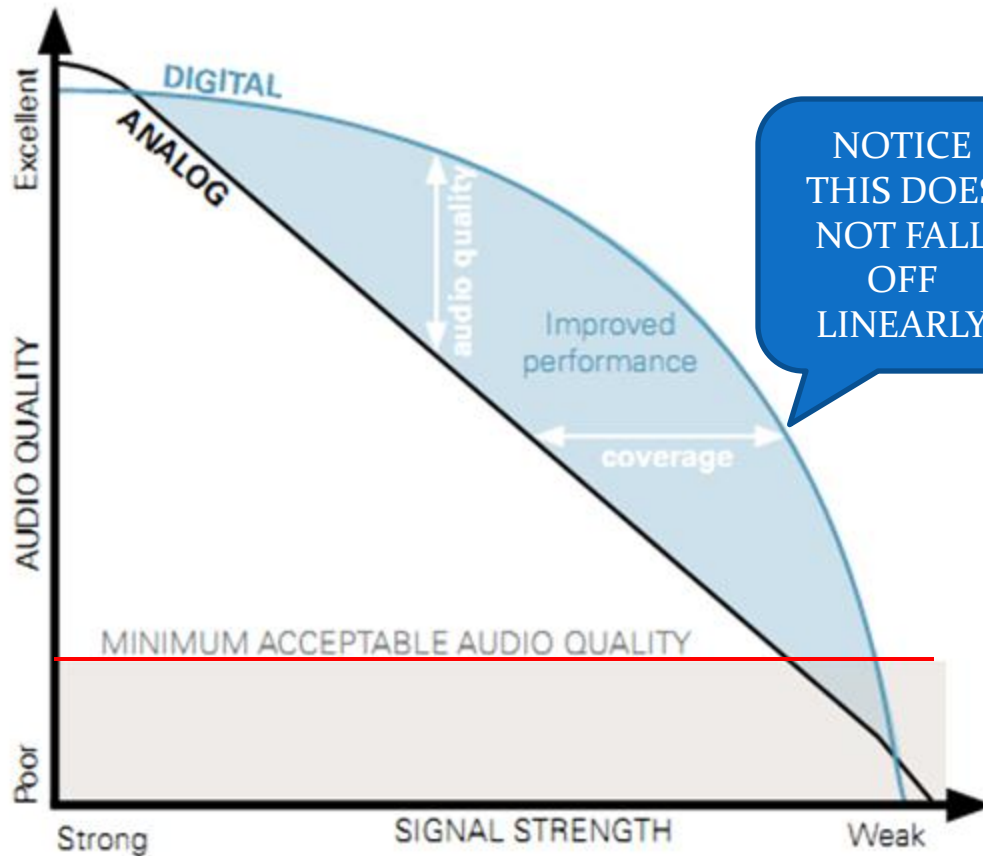 Excellent
DIGITAL
ANALOG
NOTICE
THIS DOES
NOT FALL
OFF
LINEARLY
audio quality
Improved
performance
coverage
AUDIO QUALITY
MINIMUM ACCEPTABLE AUDIO QUALITY
Poor
Strong
SIGNAL STRENGTH
Weak